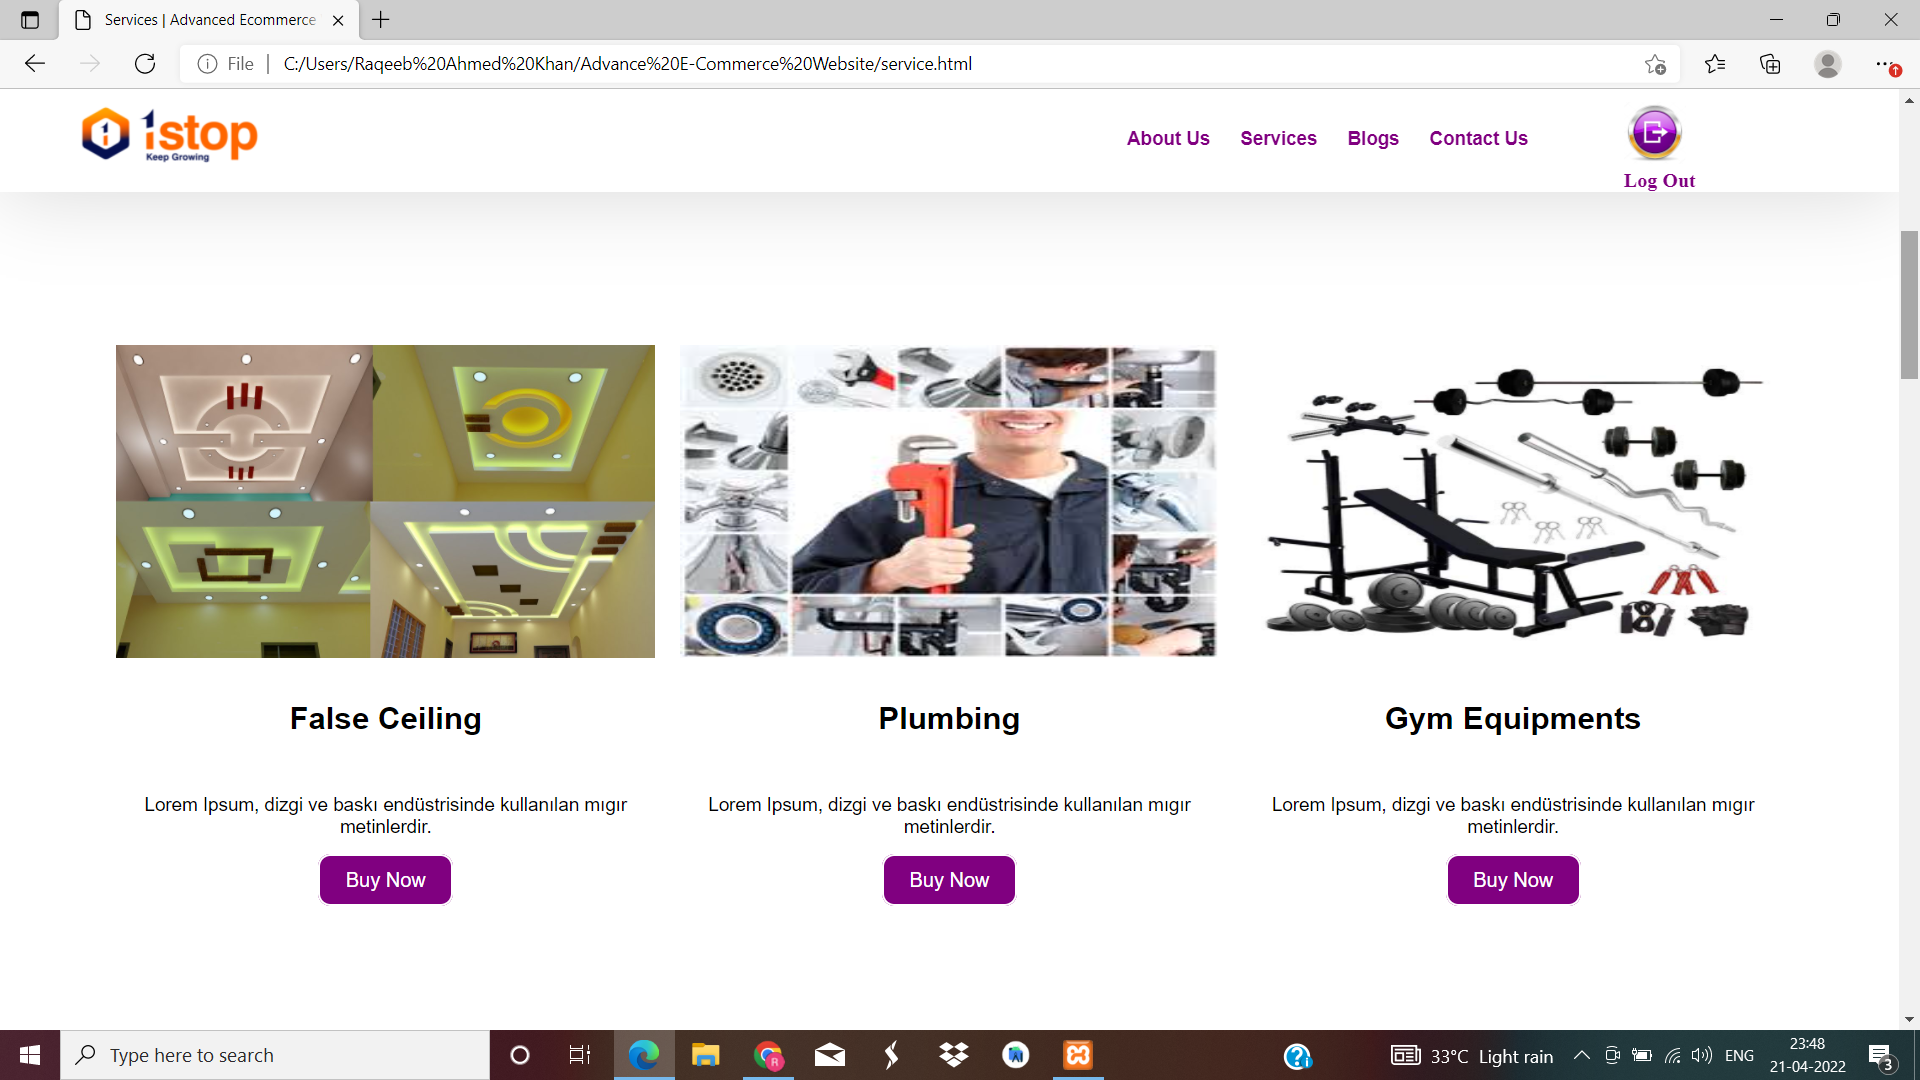 Services | Advanced Ecommerce
File
C:/Users/Raqeeb%20Ahmed%20Khan/Advance%20E-Commerce%20Website/service.html
1stop
Keep Growing
About Us Services Blogs Contact Us
Log Out
False Ceiling
Plumbing
Gym Equipments
Lorem Ipsum, dizgi ve baskı endüstrisinde kullanılan mıgır
metinlerdir.
Lorem Ipsum, dizgi ve baskı endüstrisinde kullanılan mıgır
metinlerdir.
Lorem Ipsum, dizgi ve baskı endüstrisinde kullanılan mıgır
metinlerdir.
Buy Now
Buy Now
Buy Now
Type here to search
R
33°C Light rain
ENG
23:48
21-04-2022
3